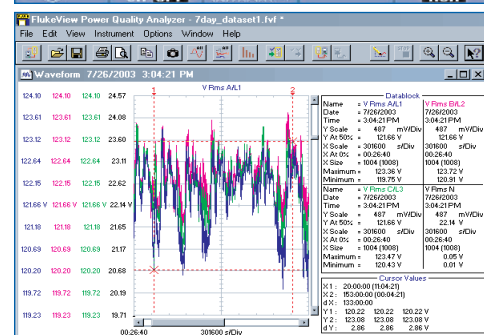 FlukeView Power Quality Analyzer - 7day_dataset1.fvf *
File Edit View Instrument Options Window Help
Waveform 7/26/2003 3:04:21 PM
V Rms A/L1
1 2
124.10 124.10 124.10 24.57
123.61 123.61 123.61 24.08
123.12 123.12 123.12 23.60
122.64 122.64 122.64 23.11
122.15 122.15 122.15 22.62
121.66 V 121.66 V 121.66 V 22.14 V
121.18 121.18 121.18 21.65
120.69 120.69 120.69 21.17
120.20 120.20 120.20 20.68
119.72 119.72 119.72 20.19
119.23 119.23 119.23 19.71
00:26:40 301600 s/Div
Datablock
Name = V Rms A/L1 V Rms B/L2
Date = 7/26/2003 7/26/2003
Time = 3:04:21 PM 3:04:21 PM
Y Scale = 487 mV/Div 487 mV/Div
Y At 50% = 121.66 V 121.66 V
X Scale = 301600 s/Div 301600 s/Div
X At 0% = 00:26:40 00:26:40
X Size = 1004 (1008) 1004 (1008)
Maximum = 123.36 V 123.72 V
Minimum = 119.75 V 120.91 V
Name = V Rms C/L3 V Rms N
Date = 7/26/2003 7/26/2003
Time = 3:04:21 PM 3:04:21 PM
Y Scale = 487 mV/Div 487 mV/Div
Y At 50% = 121.66 V 22.14 V
X Scale = 301600 s/Div 301600 s/Div
X At 0% = 00:26:40 00:26:40
X Size = 1004 (1008) 1004 (1008)
Maximum = 123.47 V 0.05 V
Minimum = 120.43 V 0.01 V
Cursor Values
X1: 20:00:00 (11:04:21)
X2: 153:00:00 (00:04:21)
dX: 133:00:00
Y1: 120.22 120.22 120.22 V
Y2: 123.08 123.08 123.08 V
dY: 2.86 2.86 2.86 V